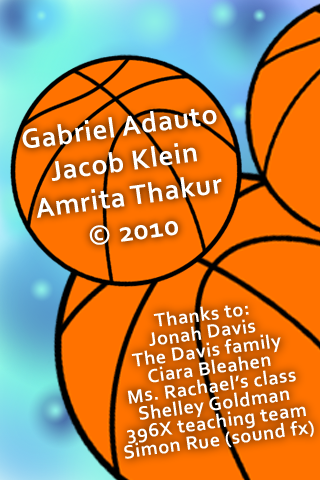 Gabriel Adauto
Jacob Klein
Amrita Thakur
© 2010
Thanks to:
Jonah Davis
The Davis family
Ciara Bleahen
Ms. Rachael's class
Shelley Goldman
396X teaching team
Simon Rue (sound fx)